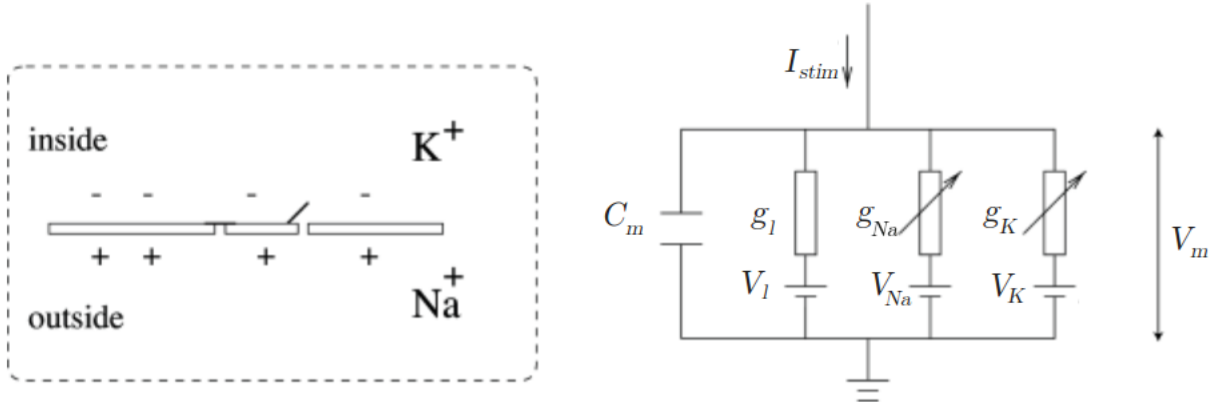 inside
K+
- - - -
+ + + +
outside
Na+
I_stim
C_m
g_l
g_Na
g_K
V_m
V_l
V_Na
V_K